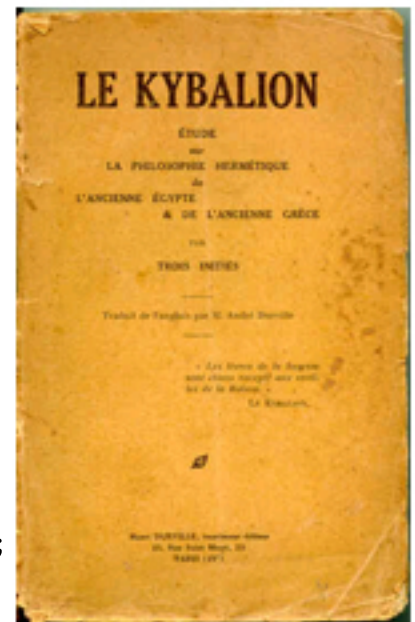 LE KYBALION
ÉTUDE
sur
LA PHILOSOPHIE HERMÉTIQUE
de
L'ANCIENNE ÉGYPTE
& DE L'ANCIENNE GRÈCE
PAR
TROIS INITIÉS
Traduit de l'anglais par M. André Durville
« Les lèvres de la Sagesse
sont closes excepté aux oreil-
les de la Raison. »
LE KYBALION.
Henri DURVILLE, imprimeur-éditeur
23, Rue Saint-Merri, 23
PARIS (IVe)
s